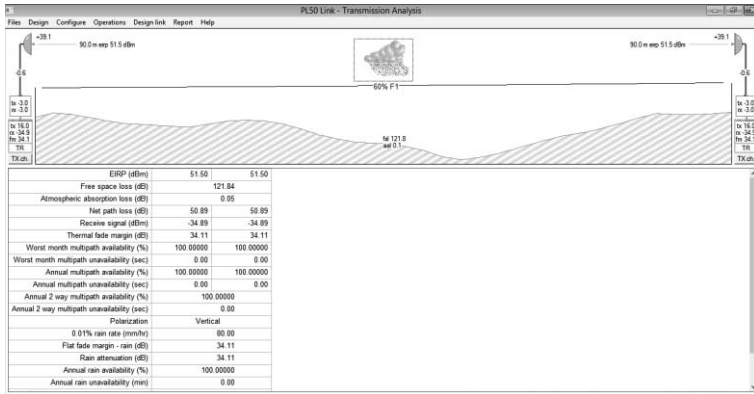 PL50 Link - Transmission Analysis
Files Design Configure Operations Design link Report Help
+39.1
90.0 m eirp 51.5 dBm
90.0 m eirp 51.5 dBm
+39.1
-0.6
-0.6
60% F1
tx -3.0
rx -3.0
tx -3.0
rx -3.0
tx 16.0
rx -34.9
fm 34.1
TR
TX ch.
fsl 121.8
aal 0.1
tx 16.0
rx -34.9
fm 34.1
TR
TX ch.
EIRP (dBm) 51.50 51.50
Free space loss (dB) 121.84
Atmospheric absorption loss (dB) 0.05
Net path loss (dB) 50.89 50.89
Receive signal (dBm) -34.89 -34.89
Thermal fade margin (dB) 34.11 34.11
Worst month multipath availability (%) 100.00000 100.00000
Worst month multipath unavailability (sec) 0.00 0.00
Annual multipath availability (%) 100.00000 100.00000
Annual multipath unavailability (sec) 0.00 0.00
Annual 2 way multipath availability (%) 100.00000
Annual 2 way multipath unavailability (sec) 0.00
Polarization Vertical
0.01% rain rate (mm/hr) 80.00
Flat fade margin - rain (dB) 34.11
Rain attenuation (dB) 34.11
Annual rain availability (%) 100.00000
Annual rain unavailability (min) 0.00